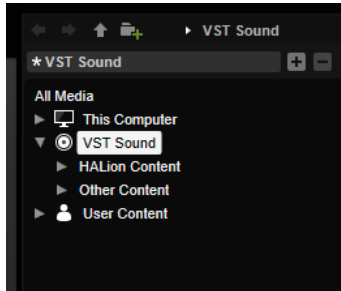 VST Sound
* VST Sound
All Media
This Computer
VST Sound
HALion Content
Other Content
User Content